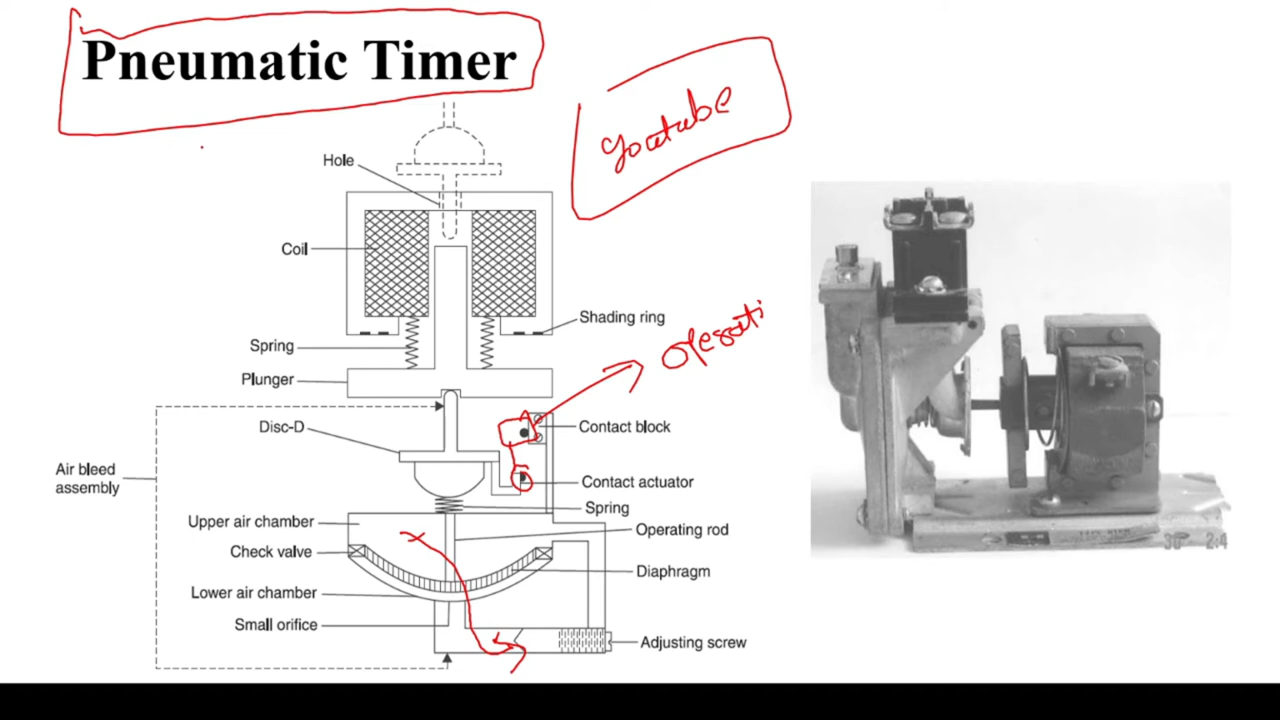 Pneumatic Timer
youtube
Hole
Coil
Shading ring
Spring
Operati
Plunger
Disc-D
Contact block
Air bleed
assembly
Contact actuator
Spring
Upper air chamber
Operating rod
Check valve
Diaphragm
Lower air chamber
Small orifice
Adjusting screw